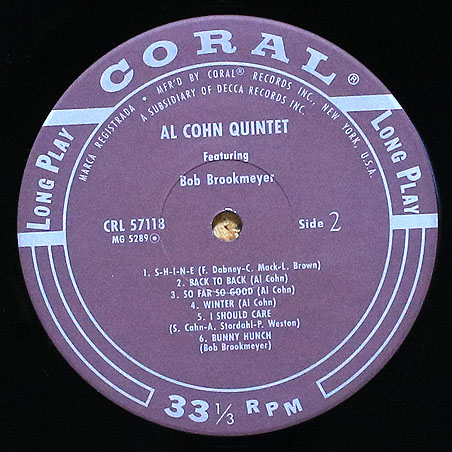 CORAL®
MARCA REGISTRADA • MFR'D BY CORAL® RECORDS INC., NEW YORK, U.S.A.
A SUBSIDIARY OF DECCA RECORDS INC.
LONG PLAY
LONG PLAY
AL COHN QUINTET
Featuring
Bob Brookmeyer
CRL 57118
Side 2
MG 5289
1. S-H-I-N-E (F. Dabney-C. Mack-L. Brown)
2. BACK TO BACK (Al Cohn)
3. SO FAR SO GOOD (Al Cohn)
4. WINTER (Al Cohn)
5. I SHOULD CARE
(S. Cahn-A. Stordahl-P. Weston)
6. BUNNY HUNCH
(Bob Brookmeyer)
33 1/3 RPM